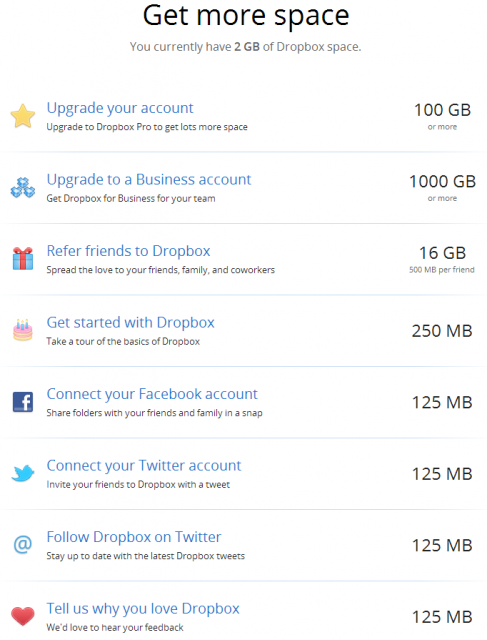 Get more space
You currently have 2 GB of Dropbox space.
Upgrade your account
100 GB
Upgrade to Dropbox Pro to get lots more space
or more
Upgrade to a Business account
1000 GB
Get Dropbox for Business for your team
or more
Refer friends to Dropbox
16 GB
Spread the love to your friends, family, and coworkers
500 MB per friend
Get started with Dropbox
250 MB
Take a tour of the basics of Dropbox
Connect your Facebook account
125 MB
Share folders with your friends and family in a snap
Connect your Twitter account
125 MB
Invite your friends to Dropbox with a tweet
@
Follow Dropbox on Twitter
125 MB
Stay up to date with the latest Dropbox tweets
Tell us why you love Dropbox
125 MB
We'd love to hear your feedback